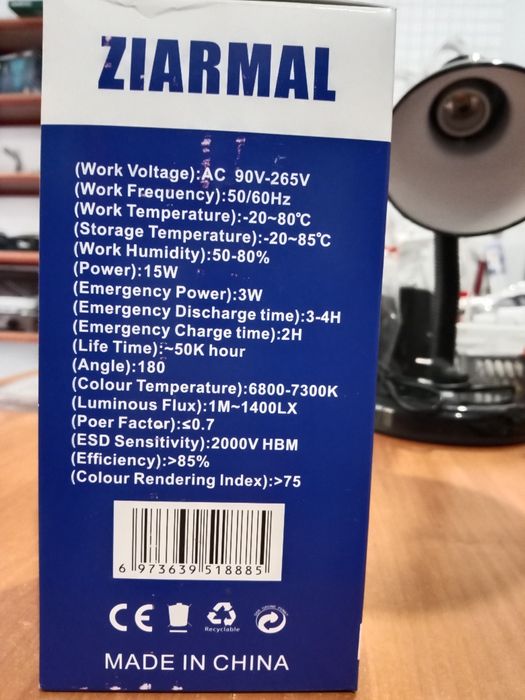 ZIARMAL
(Work Voltage):AC 90V-265V
(Work Frequency):50/60Hz
(Work Temperature):-20~80℃
(Storage Temperature):-20~85℃
(Work Humidity):50-80%
(Power):15W
(Emergency Power):3W
(Emergency Discharge time):3-4H
(Emergency Charge time):2H
(Life Time):~50K hour
(Angle):180
(Colour Temperature):6800-7300K
(Luminous Flux):1M~1400LX
(Poer Factor):≤0.7
(ESD Sensitivity):2000V HBM
(Efficiency):>85%
(Colour Rendering Index):>75
6 973639 518885
CE
Recyclable
MADE IN CHINA